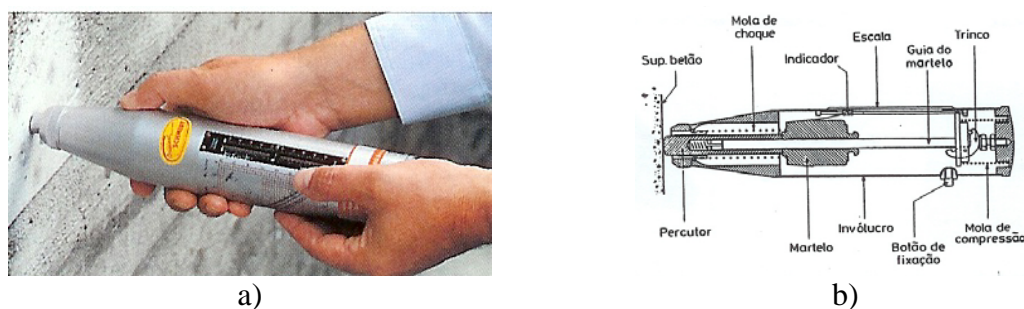 SCHMIDT
Mola de
choque
Escala
Trinco
Guia do
martelo
Indicador
Sup. betão
Percutor
Martelo
Invólucro
Botão de
fixação
Mola de
compressão
a)
b)